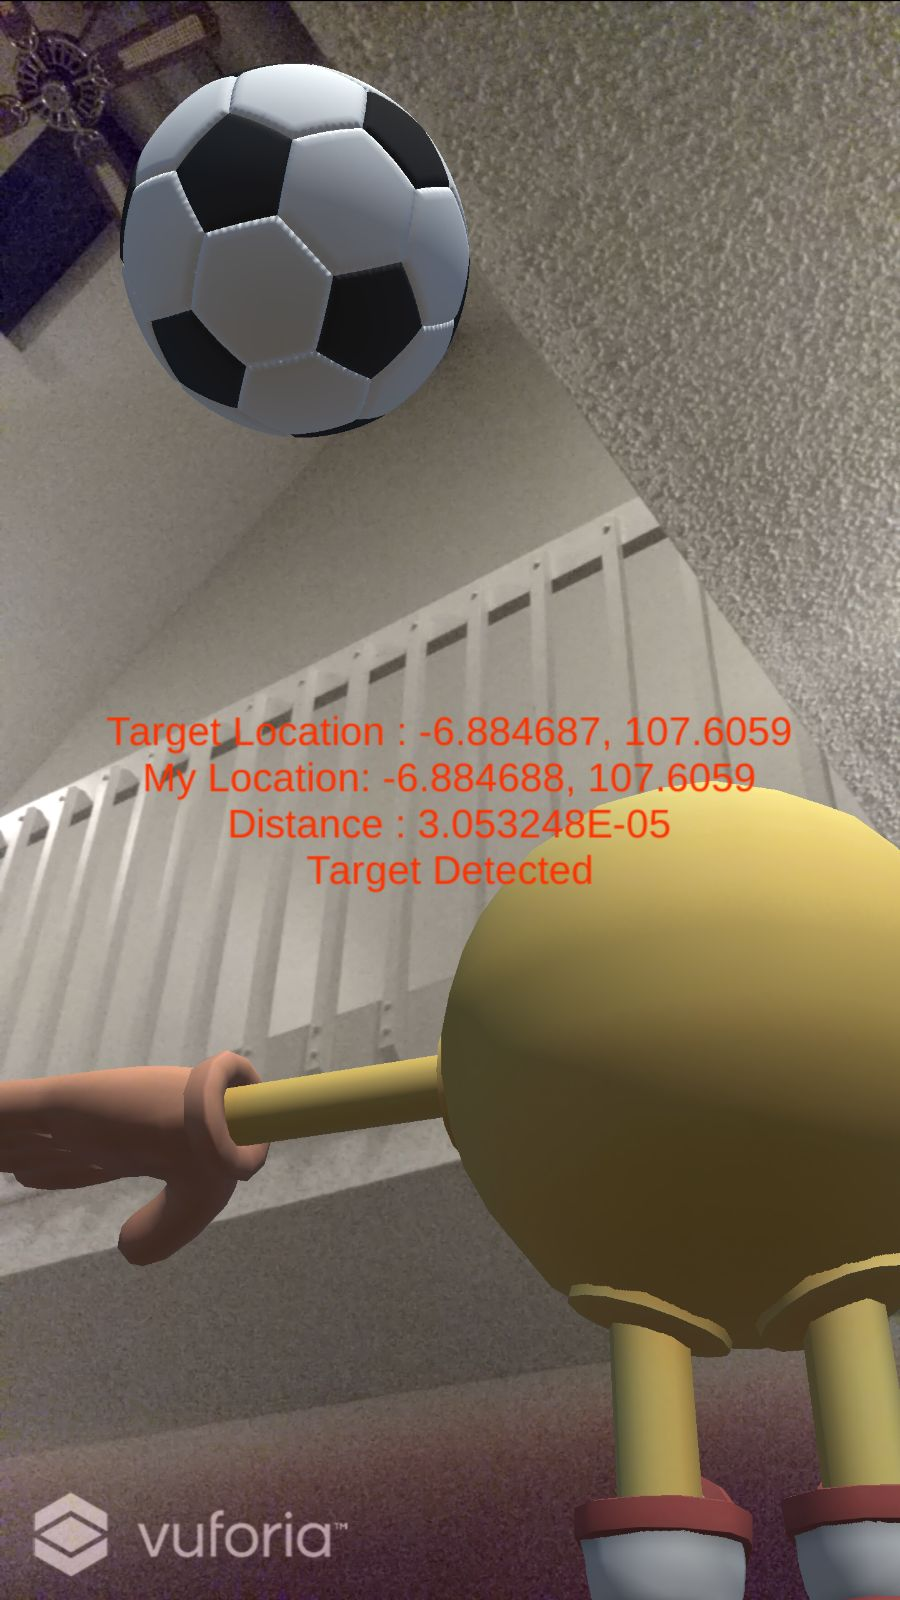 Target Location : -6.884687, 107.6059
My Location: -6.884688, 107.6059
Distance : 3.053248E-05
Target Detected
vuforia™